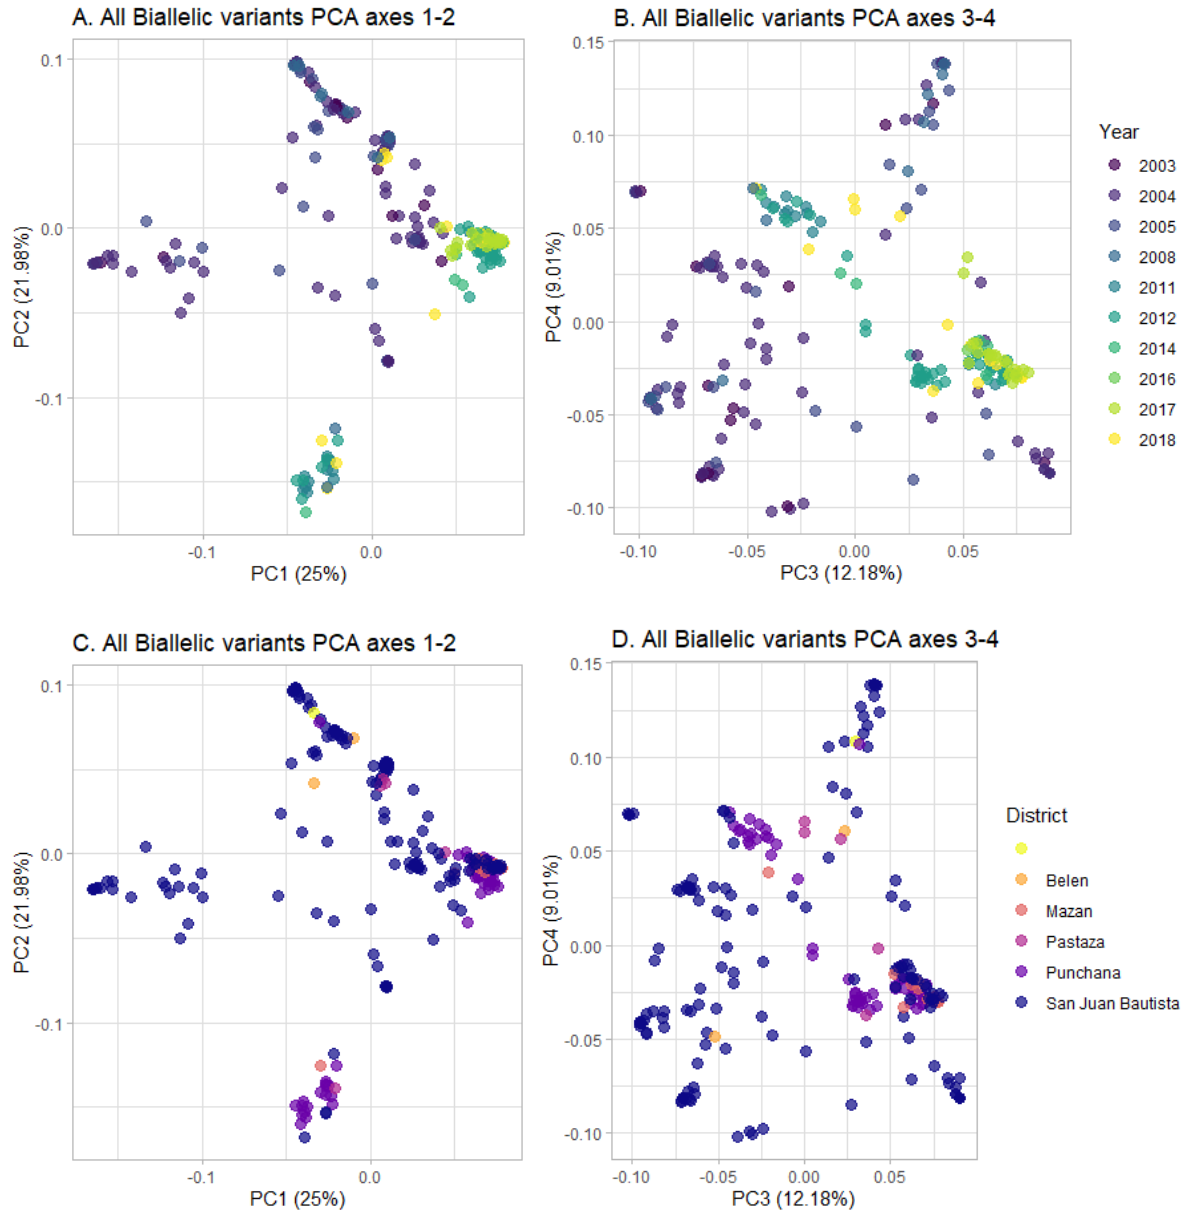 A. All Biallelic variants PCA axes 1-2
B. All Biallelic variants PCA axes 3-4
0.1
0.0
-0.1
PC2 (21.98%)
-0.1
0.0
PC1 (25%)
0.15
0.10
0.05
0.00
-0.05
-0.10
PC4 (9.01%)
-0.10
-0.05
0.00
0.05
PC3 (12.18%)
Year
2003
2004
2005
2008
2011
2012
2014
2016
2017
2018
C. All Biallelic variants PCA axes 1-2
D. All Biallelic variants PCA axes 3-4
0.1
0.0
-0.1
PC2 (21.98%)
-0.1
0.0
PC1 (25%)
0.15
0.10
0.05
0.00
-0.05
-0.10
PC4 (9.01%)
-0.10
-0.05
0.00
0.05
PC3 (12.18%)
District
Belen
Mazan
Pastaza
Punchana
San Juan Bautista